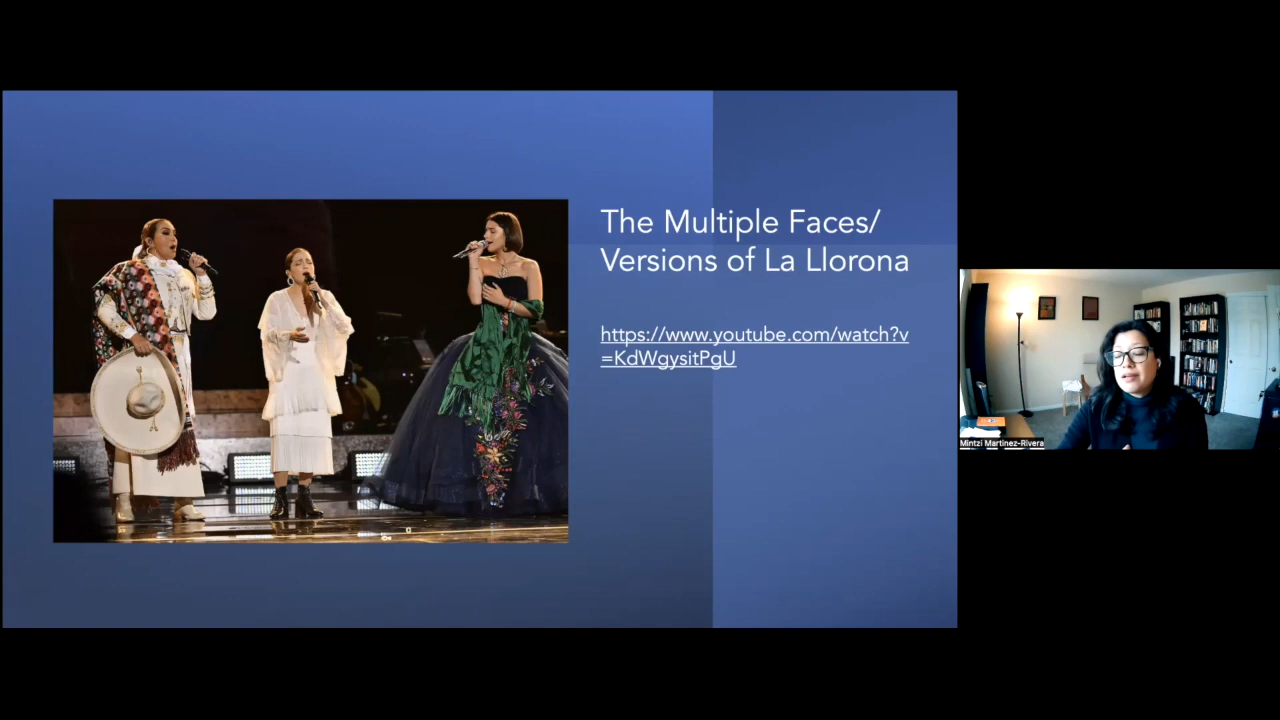 The Multiple Faces/
Versions of La Llorona
https://www.youtube.com/watch?v
=KdWgysitPgU
Mintzi Martinez-Rivera